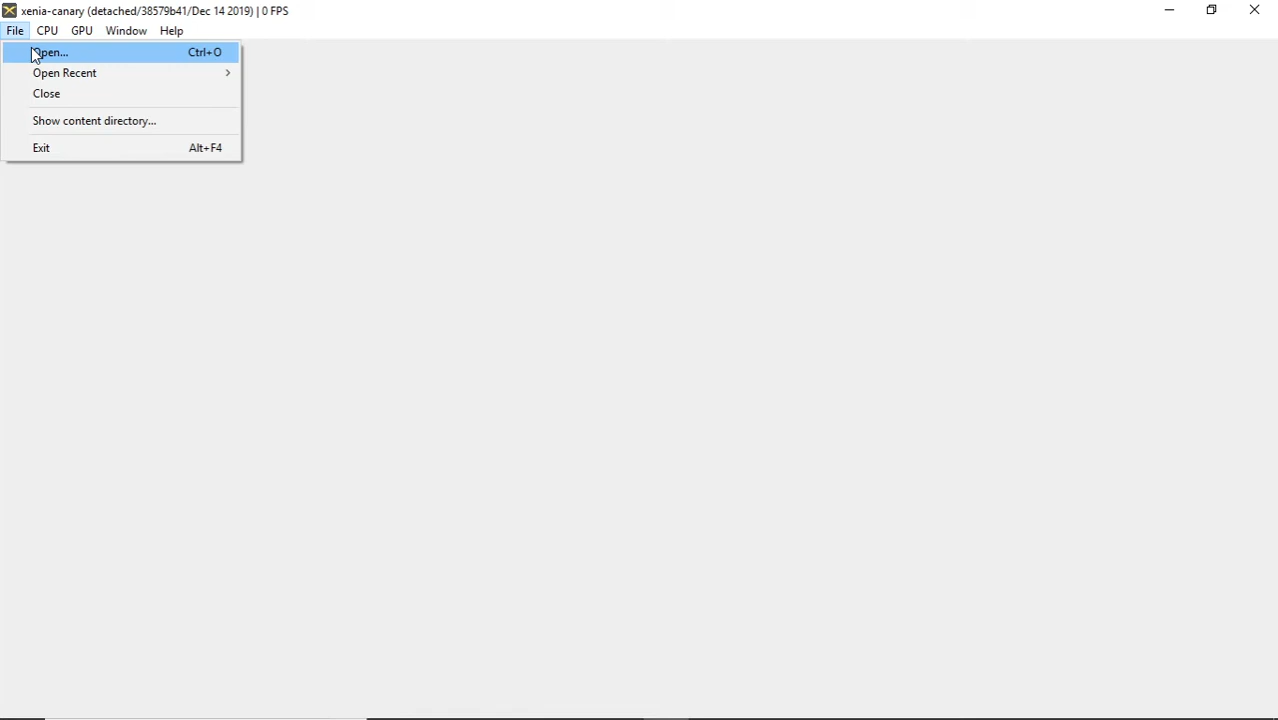 xenia-canary (detached/38579b41/Dec 14 2019) | 0 FPS
File CPU GPU Window Help
Open... Ctrl+O
Open Recent >
Close
Show content directory...
Exit Alt+F4